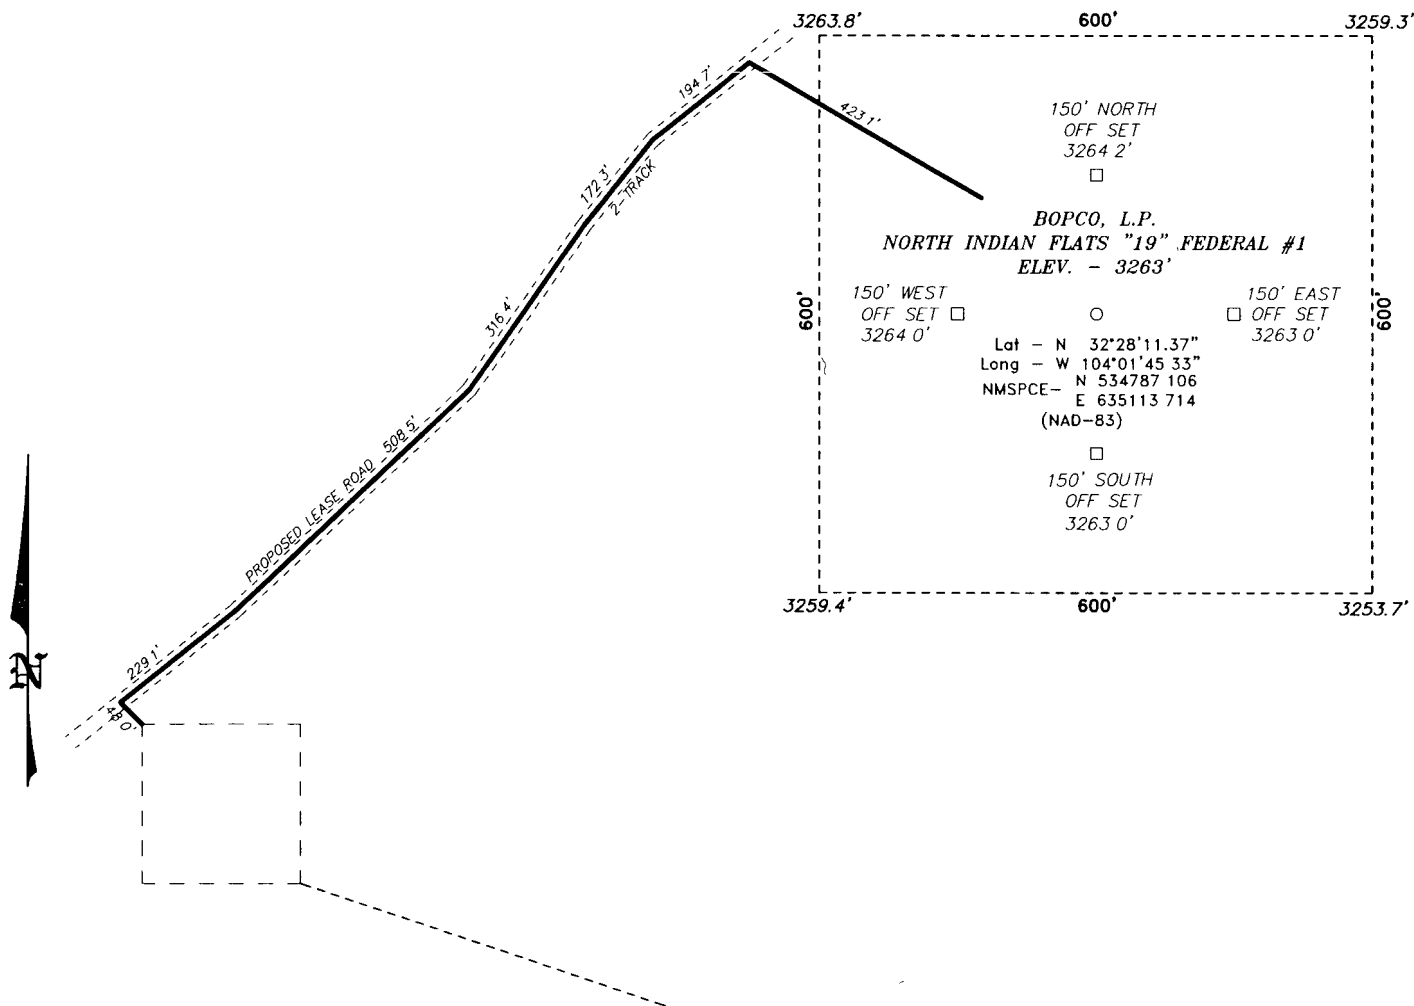 3263.8'
600'
3259.3'
194 7'
423 1'
150' NORTH
OFF SET
3264 2'
172 3'
2-TRACK
BOPCO, L.P.
NORTH INDIAN FLATS "19" FEDERAL #1
ELEV. - 3263'
316 4'
600'
150' WEST
OFF SET
3264 0'
150' EAST
OFF SET
3263 0'
600'
Lat - N 32°28'11.37"
Long - W 104°01'45 33"
NMSPCE- N 534787 106
E 635113 714
(NAD-83)
PROPOSED LEASE ROAD 508 5'
150' SOUTH
OFF SET
3263 0'
3259.4'
600'
3253.7'
229 1'
48 0'
N